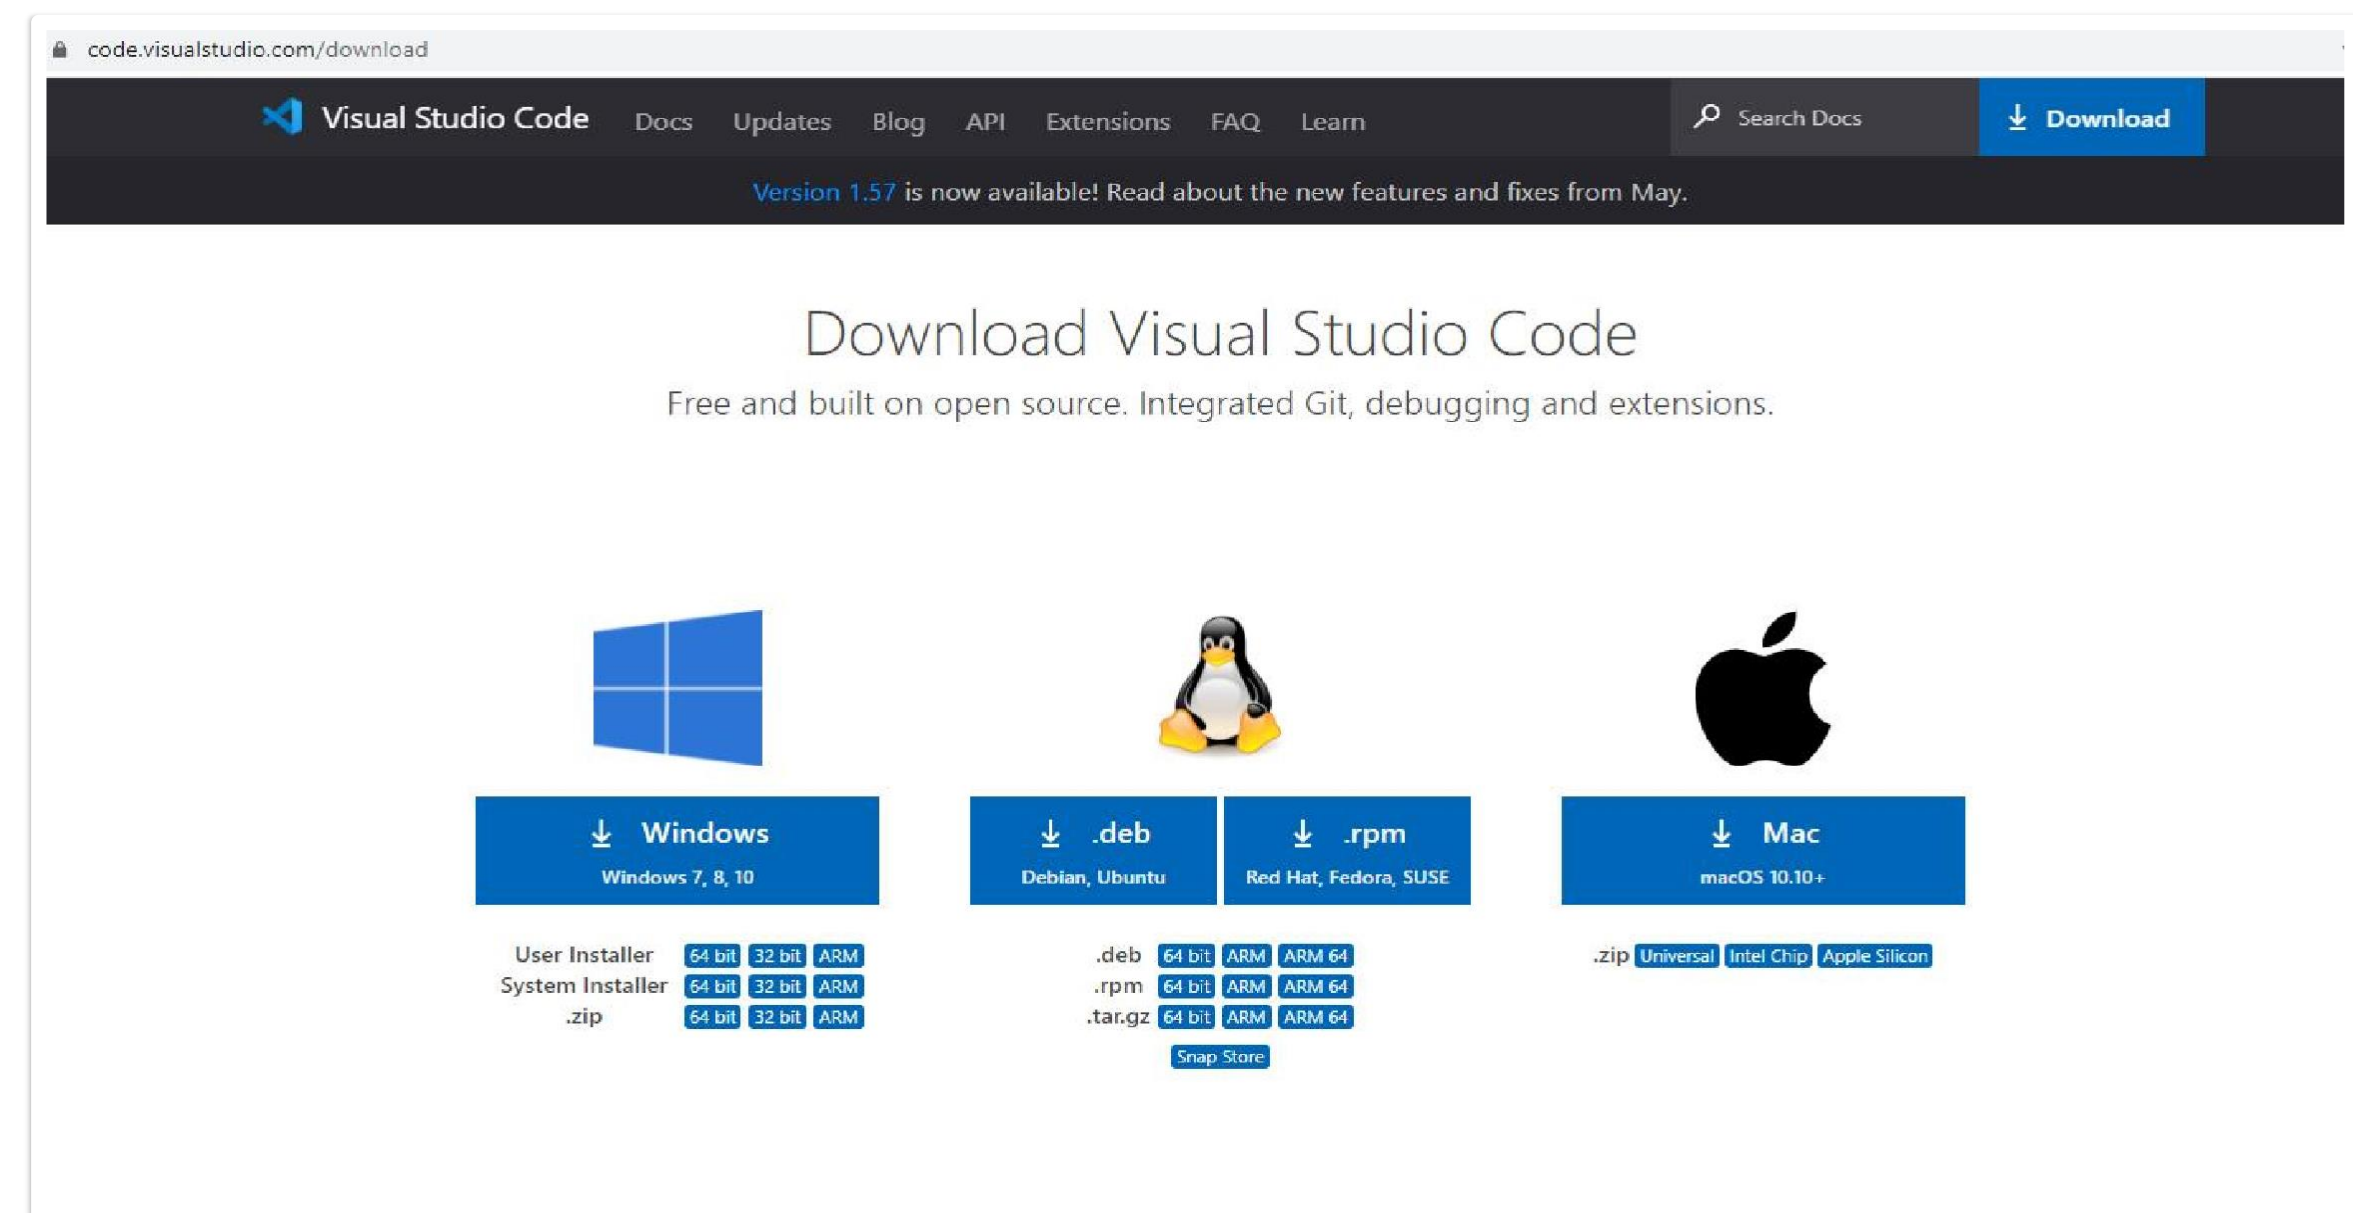 code.visualstudio.com/download
Visual Studio Code Docs Updates Blog API Extensions FAQ Learn Search Docs Download
Version 1.57 is now available! Read about the new features and fixes from May.
Download Visual Studio Code
Free and built on open source. Integrated Git, debugging and extensions.
Windows
Windows 7, 8, 10
User Installer 64 bit 32 bit ARM
System Installer 64 bit 32 bit ARM
.zip 64 bit 32 bit ARM
.deb
Debian, Ubuntu
.rpm
Red Hat, Fedora, SUSE
.deb 64 bit ARM ARM 64
.rpm 64 bit ARM ARM 64
.tar.gz 64 bit ARM ARM 64
Snap Store
Mac
macOS 10.10+
.zip Universal Intel Chip Apple Silicon